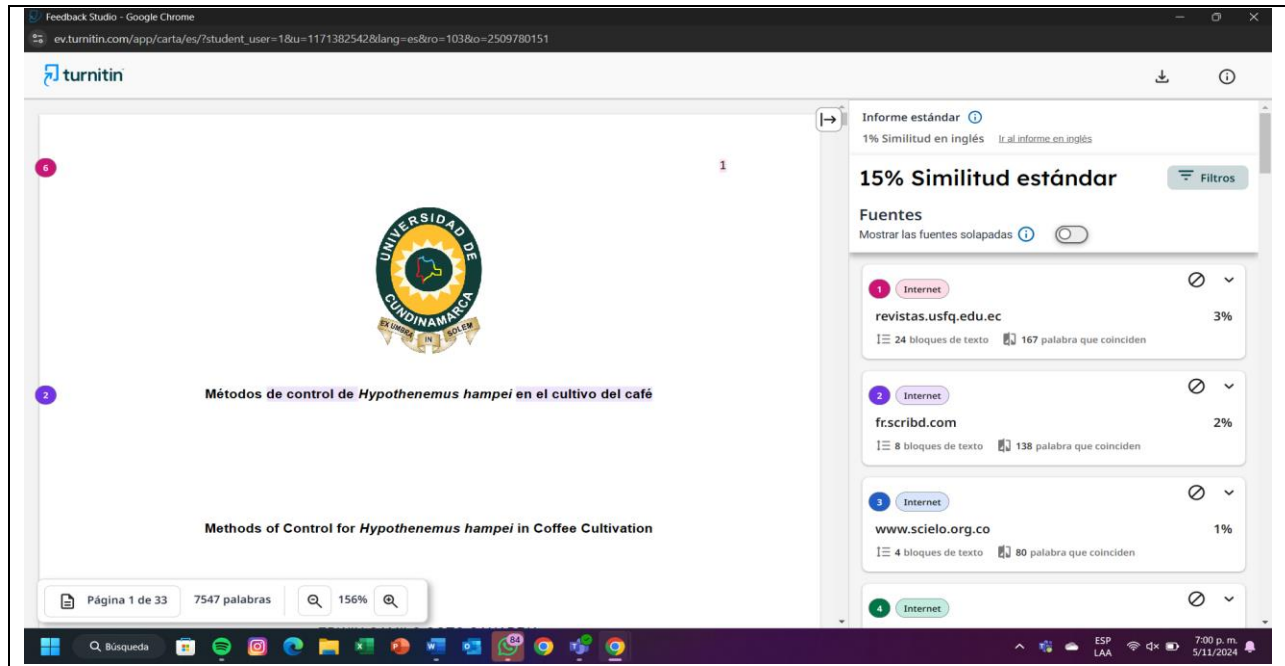 Feedback Studio - Google Chrome
ev.turnitin.com/app/carta/es/?student_user=1&u=1171382542&lang=es&ro=103&o=2509780151
turnitin
6
1
UNIVERSIDAD DE
CUNDINAMARCA
EX UMBRA IN SOLEM
2
Métodos de control de Hypothenemus hampei en el cultivo del café
Methods of Control for Hypothenemus hampei in Coffee Cultivation
Página 1 de 33 7547 palabras 156%
Informe estándar
1% Similitud en inglés Ir al informe en inglés
15% Similitud estándar Filtros
Fuentes
Mostrar las fuentes solapadas
1 Internet
revistas.usfq.edu.ec 3%
24 bloques de texto 167 palabra que coinciden
2 Internet
fr.scribd.com 2%
8 bloques de texto 138 palabra que coinciden
3 Internet
www.scielo.org.co 1%
4 bloques de texto 80 palabra que coinciden
4 Internet
Búsqueda
84
ESP
LAA
7:00 p. m.
5/11/2024